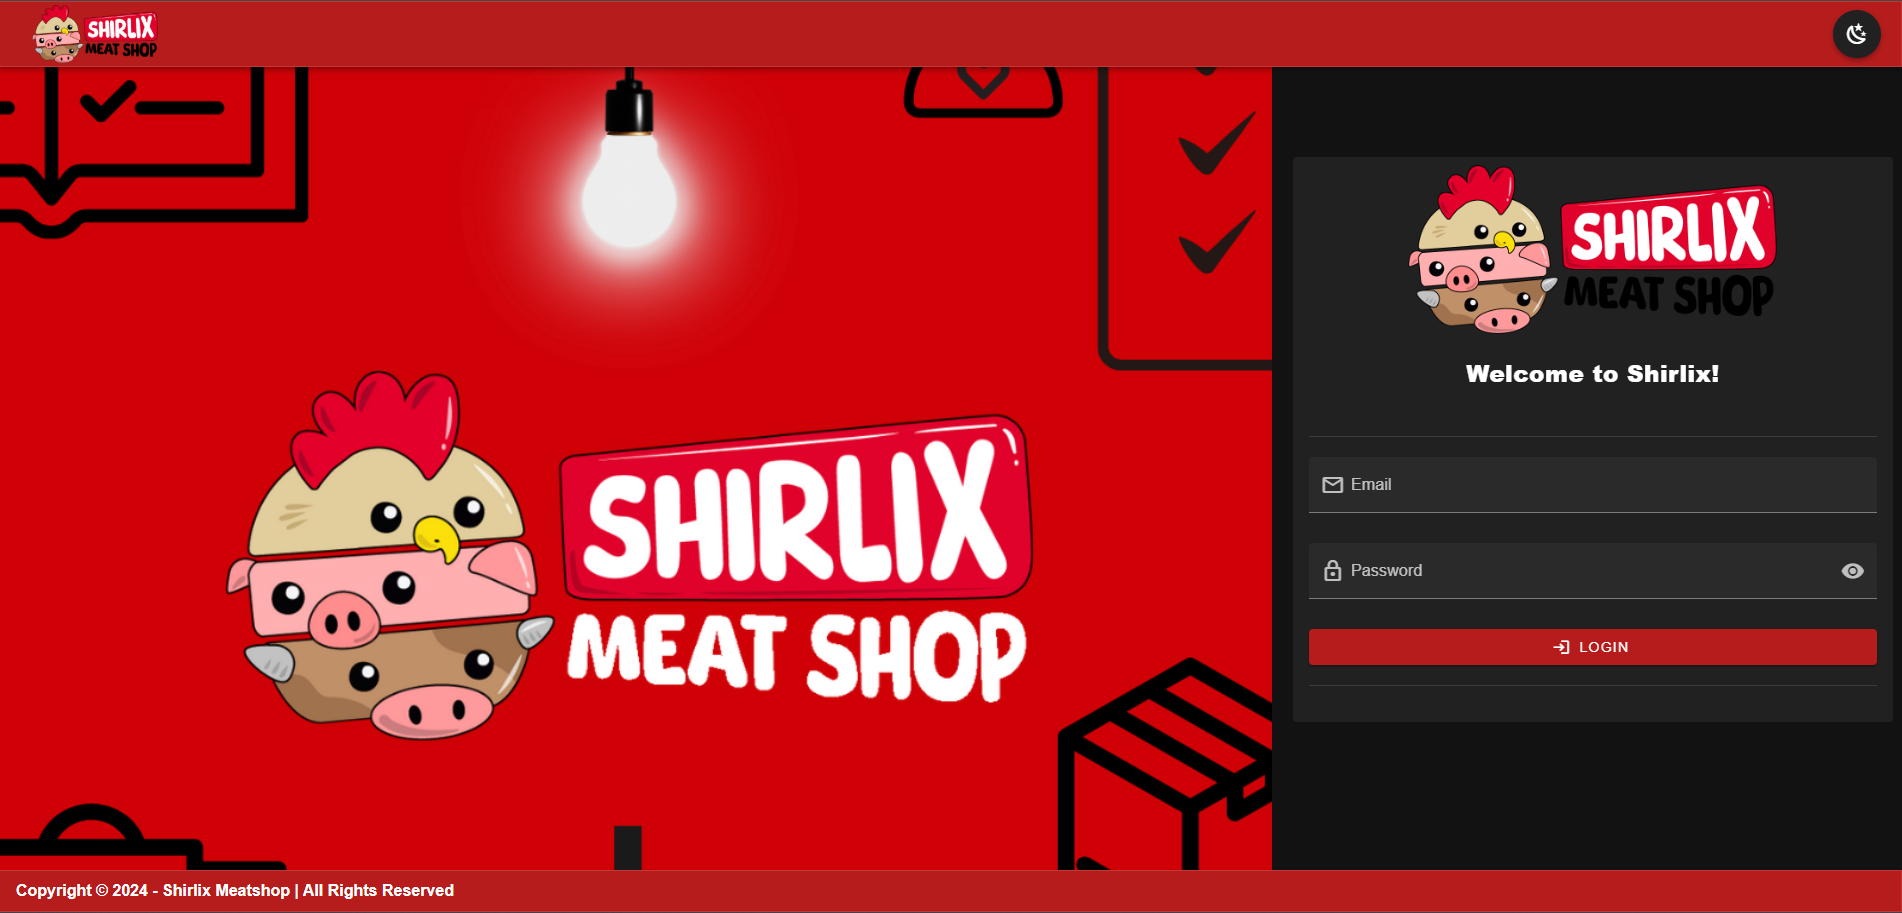 SHIRLIX
MEAT SHOP
SHIRLIX
MEAT SHOP
SHIRLIX
MEAT SHOP
Welcome to Shirlix!
Email
Password
LOGIN
Copyright © 2024 - Shirlix Meatshop | All Rights Reserved